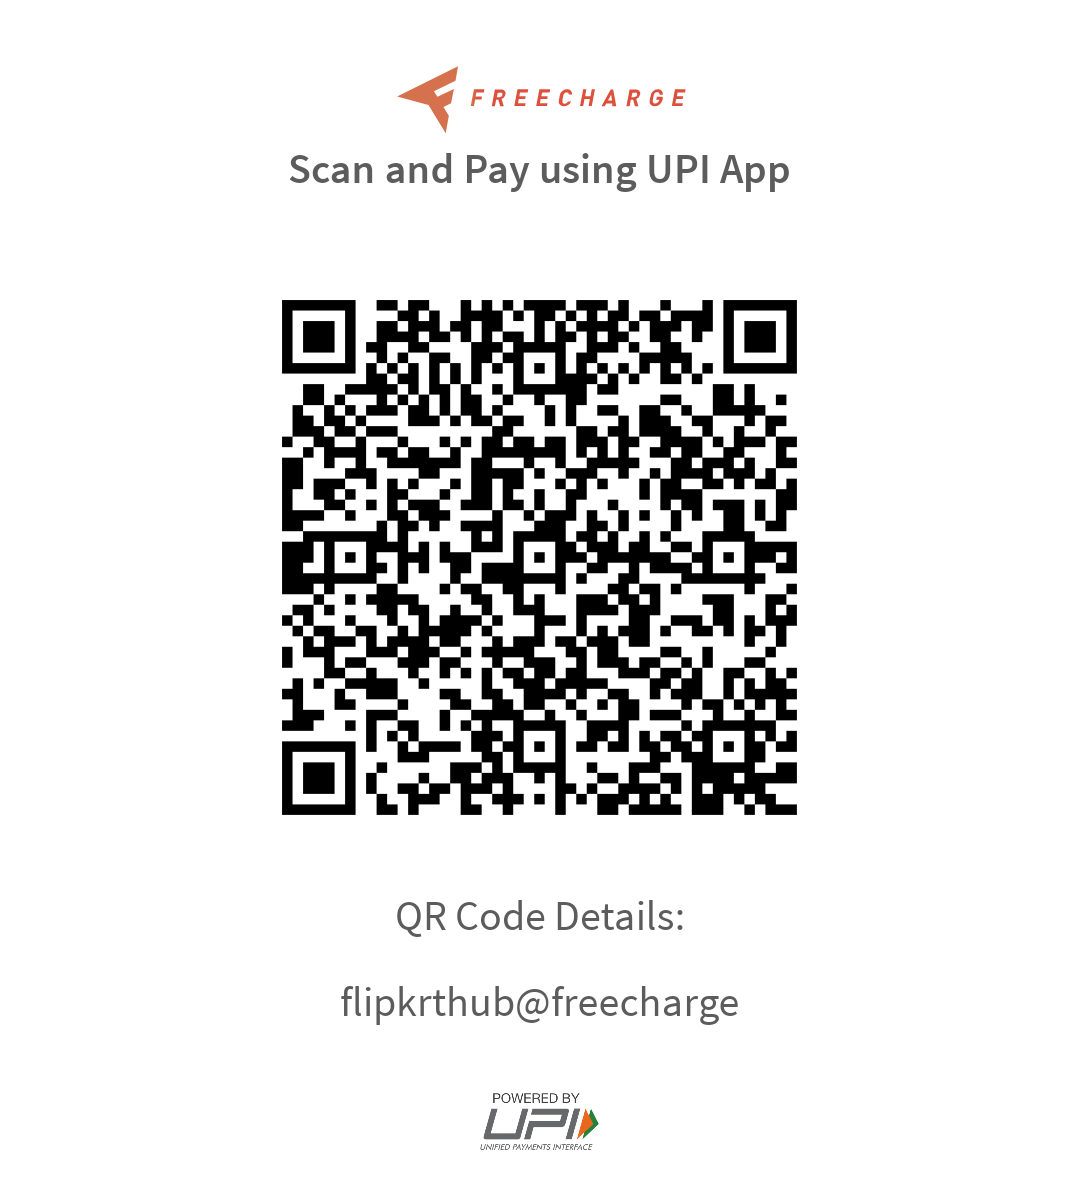 FREECHARGE
Scan and Pay using UPI App
QR Code Details:
flipkrthub@freecharge
POWERED BY
UPI
UNIFIED PAYMENTS INTERFACE